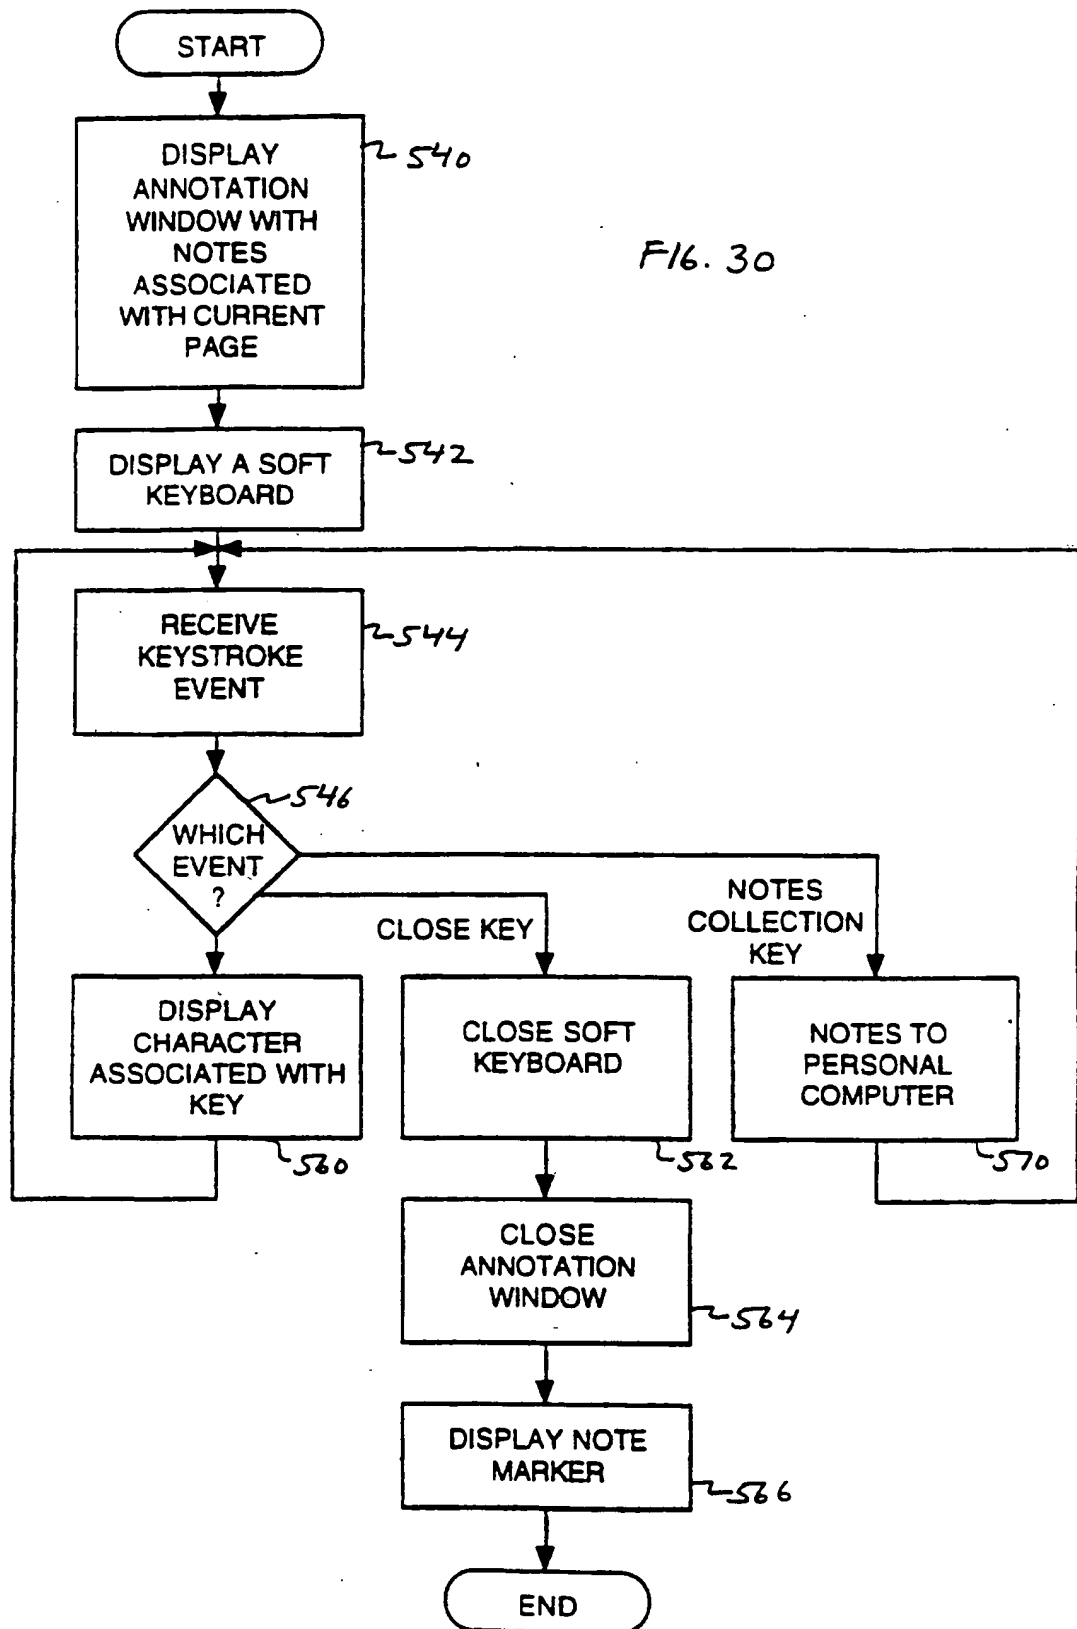 START
DISPLAY
ANNOTATION
WINDOW WITH
NOTES
ASSOCIATED
WITH CURRENT
PAGE
540
FIG. 30
DISPLAY A SOFT
KEYBOARD
542
RECEIVE
KEYSTROKE
EVENT
544
WHICH
EVENT
?
546
CLOSE KEY
NOTES
COLLECTION
KEY
DISPLAY
CHARACTER
ASSOCIATED WITH
KEY
560
CLOSE SOFT
KEYBOARD
562
NOTES TO
PERSONAL
COMPUTER
570
CLOSE
ANNOTATION
WINDOW
564
DISPLAY NOTE
MARKER
566
END